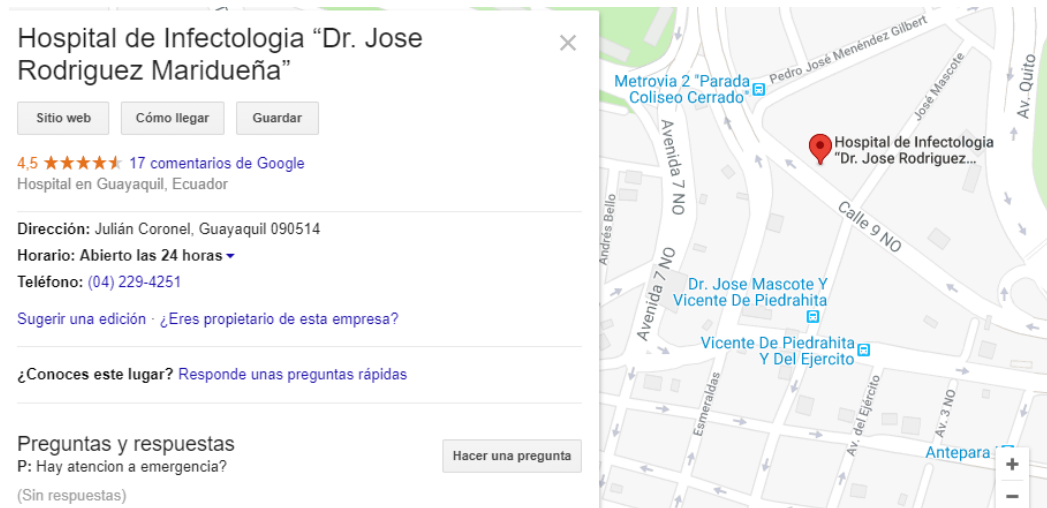 Hospital de Infectologia “Dr. Jose
Rodriguez Maridueña”
×
Sitio web
Cómo llegar
Guardar
4,5 ★★★★★ 17 comentarios de Google
Hospital en Guayaquil, Ecuador
Dirección: Julián Coronel, Guayaquil 090514
Horario: Abierto las 24 horas
Teléfono: (04) 229-4251
Sugerir una edición · ¿Eres propietario de esta empresa?
¿Conoces este lugar? Responde unas preguntas rápidas
Preguntas y respuestas
P: Hay atencion a emergencia?
(Sin respuestas)
Hacer una pregunta
Pedro José Menéndez Gilbert
Metrovia 2 "Parada
Coliseo Cerrado"
José Mascote
Av. Quito
Avenida 7 NO
Hospital de Infectologia
“Dr. Jose Rodriguez...
Andrés Bello
Calle 9 NO
Avenida 7 NO
Dr. Jose Mascote Y
Vicente De Piedrahita
Vicente De Piedrahita
Y Del Ejercito
Esmeraldas
Av. del Ejército
Av. 3 NO
Antepara
+
−